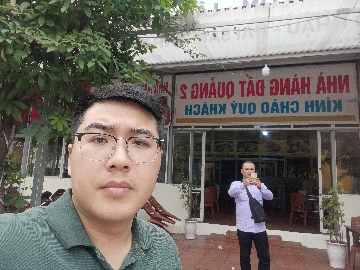 NHÀ HÀNG ĐẤT QUẢNG 2
KÍNH CHÀO QUÝ KHÁCH